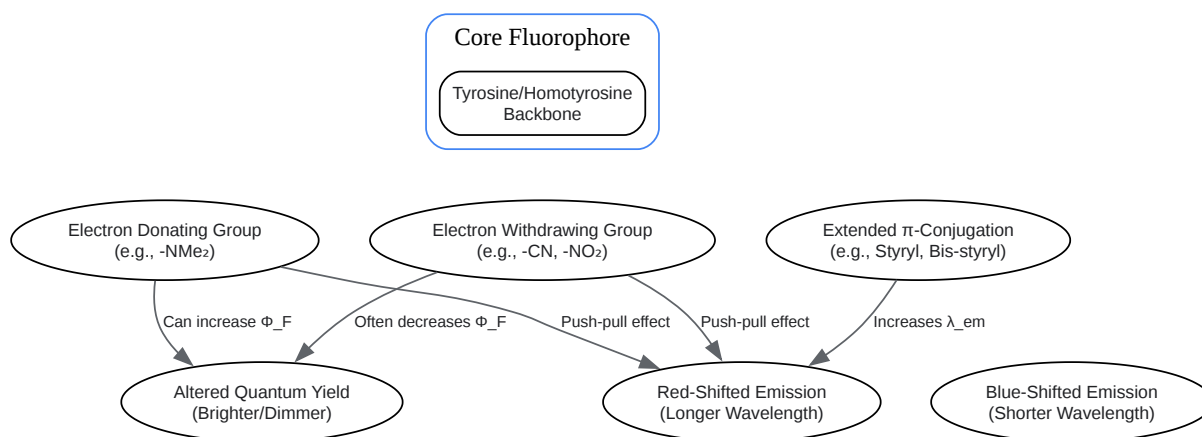 Core Fluorophore
Tyrosine/Homotyrosine
Backbone
Electron Donating Group
(e.g., -NMe₂)
Electron Withdrawing Group
(e.g., -CN, -NO₂)
Extended π-Conjugation
(e.g., Styryl, Bis-styryl)
Can increase Φ_F
Often decreases Φ_F
Push-pull effect
Push-pull effect
Increases λ_em
Altered Quantum Yield
(Brighter/Dimmer)
Red-Shifted Emission
(Longer Wavelength)
Blue-Shifted Emission
(Shorter Wavelength)